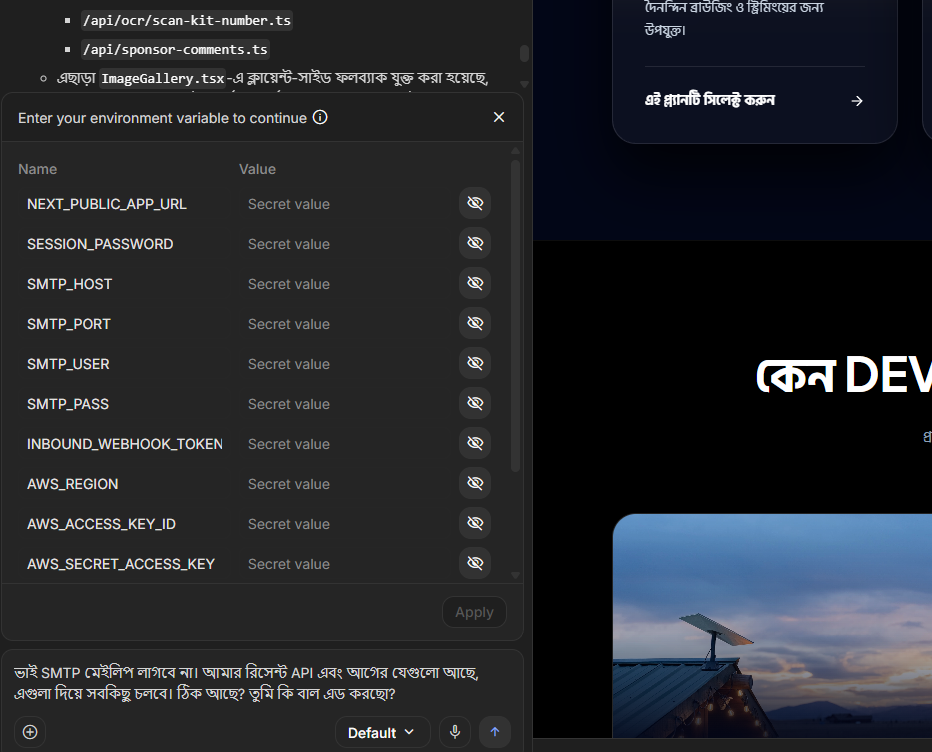 /api/ocr/scan-kit-number.ts
/api/sponsor-comments.ts
এছাড়া ImageGallery.tsx-এ ক্লায়েন্ট-সাইড ফলব্যাক যুক্ত করা হয়েছে,
Enter your environment variable to continue
Name Value
NEXT_PUBLIC_APP_URL Secret value
SESSION_PASSWORD Secret value
SMTP_HOST Secret value
SMTP_PORT Secret value
SMTP_USER Secret value
SMTP_PASS Secret value
INBOUND_WEBHOOK_TOKEN Secret value
AWS_REGION Secret value
AWS_ACCESS_KEY_ID Secret value
AWS_SECRET_ACCESS_KEY Secret value
Apply
ভাই SMTP মেইলিপ লাগবে না। আমার রিসেন্ট API এবং আগের যেগুলো আছে,
এগুলা দিয়ে সবকিছু চলবে। ঠিক আছে? তুমি কি বাল এড করছো?
Default
দৈনন্দিন ব্রাউজিং ও স্ট্রিমিংয়ের জন্য
উপযুক্ত।
এই প্ল্যানটি সিলেক্ট করুন
কেন DEV